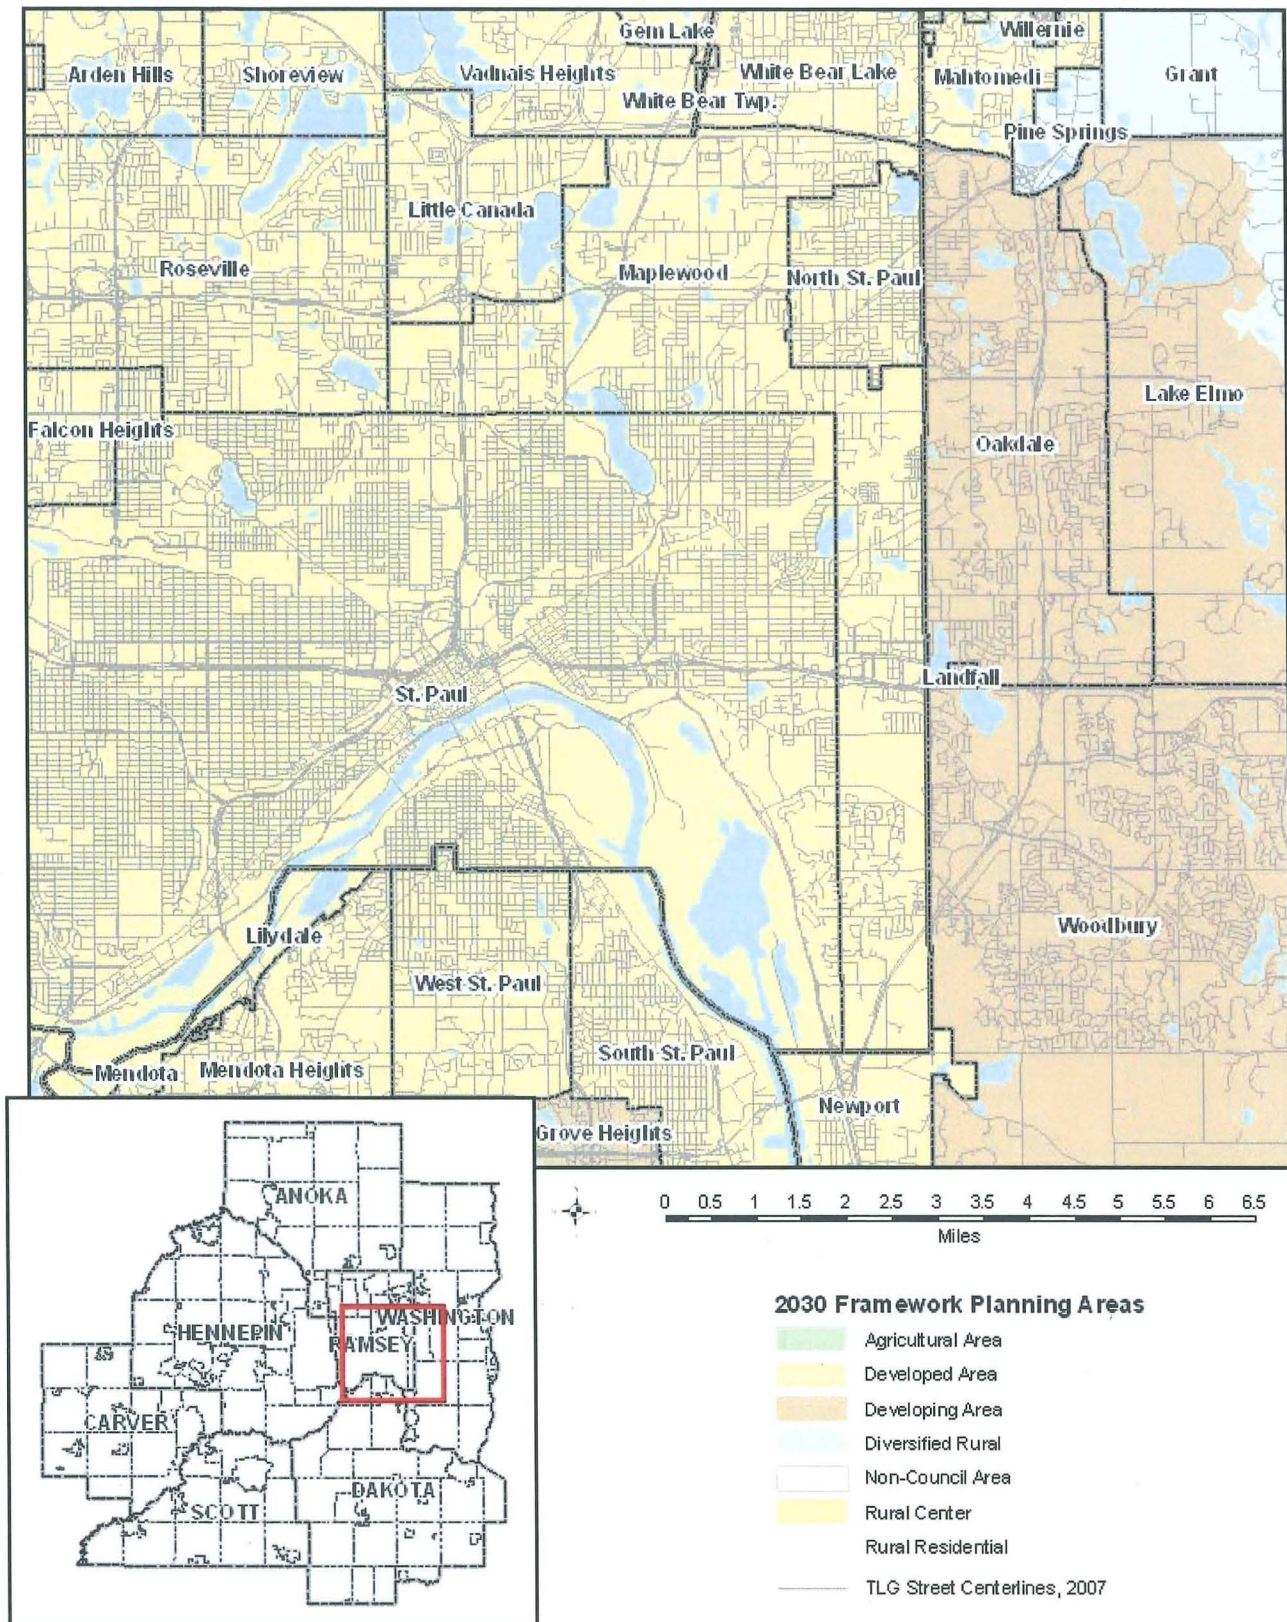 Gem Lake
Willernie
Arden Hills
Shoreview
Vadnais Heights
White Bear Lake
Mahtomedi
Grant
White Bear Twp.
Pine Springs
Little Canada
Roseville
Maplewood
North St. Paul
Lake Elmo
Falcon Heights
Oakdale
Landfall
St. Paul
Lilydale
Woodbury
West St. Paul
South St. Paul
Mendota
Mendota Heights
Newport
Grove Heights
ANOKA
WASHINGTON
HENNEPIN
RAMSEY
CARVER
DAKOTA
SCOTT
0 0.5 1 1.5 2 2.5 3 3.5 4 4.5 5 5.5 6 6.5
Miles
2030 Framework Planning Areas
Agricultural Area
Developed Area
Developing Area
Diversified Rural
Non-Council Area
Rural Center
Rural Residential
TLG Street Centerlines, 2007